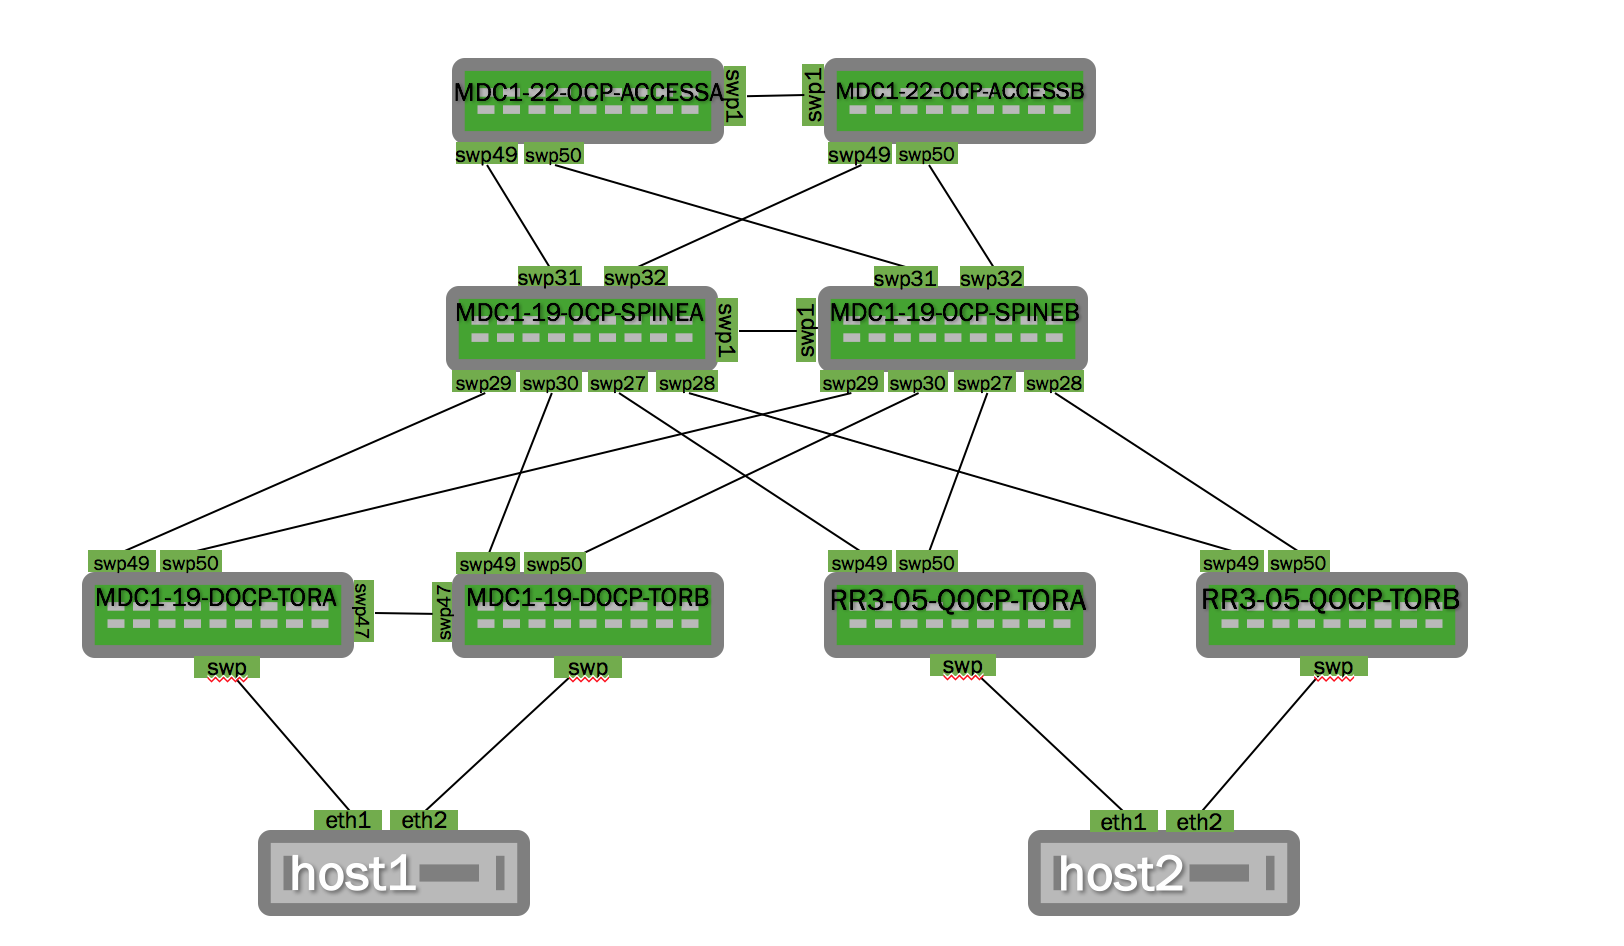 MDC1-22-OCP-ACCESSA
swp1
swp1
MDC1-22-OCP-ACCESSB
swp49
swp50
swp49
swp50
swp31
swp32
swp31
swp32
MDC1-19-OCP-SPINEA
swp1
swp1
MDC1-19-OCP-SPINEB
swp29
swp30
swp27
swp28
swp29
swp30
swp27
swp28
swp49
swp50
swp49
swp50
swp49
swp50
swp49
swp50
MDC1-19-DOCP-TORA
swp47
swp47
MDC1-19-DOCP-TORB
RR3-05-QOCP-TORA
RR3-05-QOCP-TORB
swp
swp
swp
swp
eth1
eth2
eth1
eth2
host1
host2